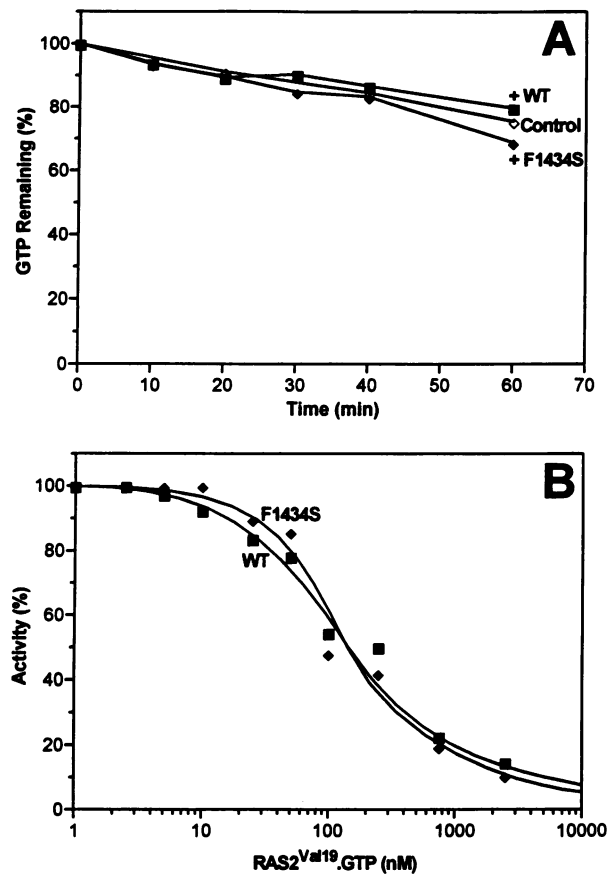 A
100
80
60
40
20
0
GTP Remaining (%)
+ WT
Control
+ F1434S
0 10 20 30 40 50 60 70
Time (min)
B
100
80
60
40
20
0
Activity (%)
F1434S
WT
1 10 100 1000 10000
RAS2Val19.GTP (nM)